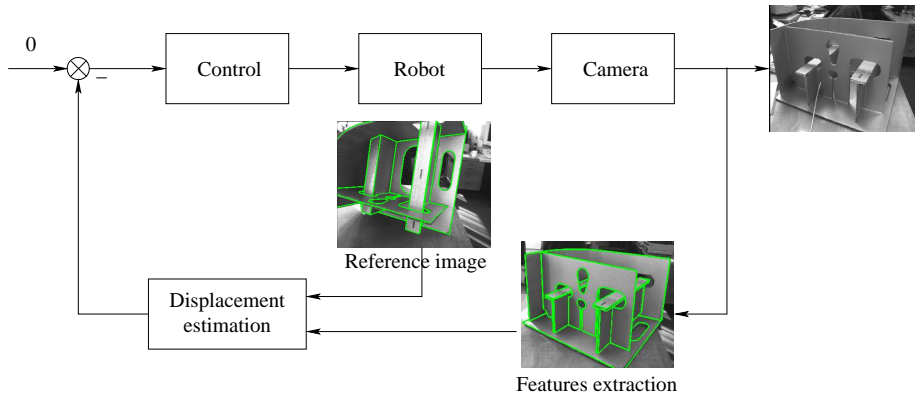 0
Control
Robot
Camera
–
Reference image
Displacement
estimation
Features extraction